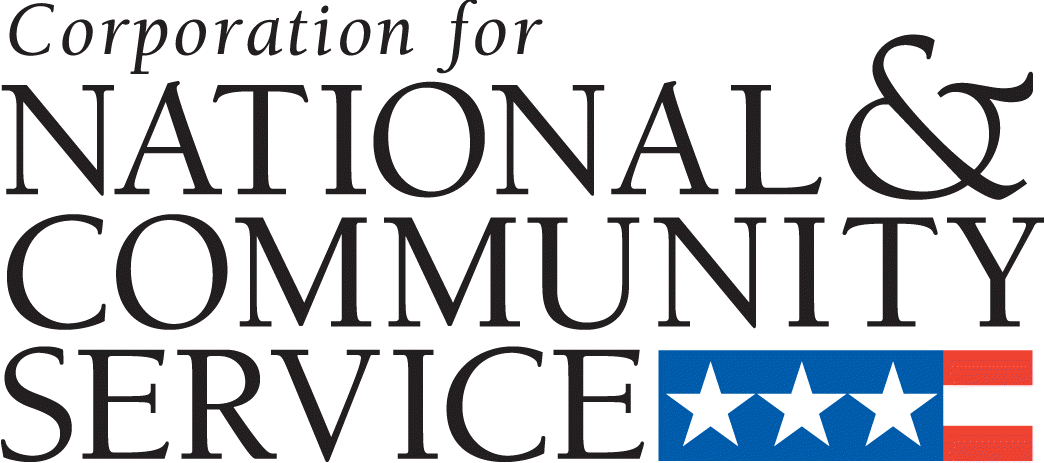 Corporation for
NATIONAL &
COMMUNITY
SERVICE